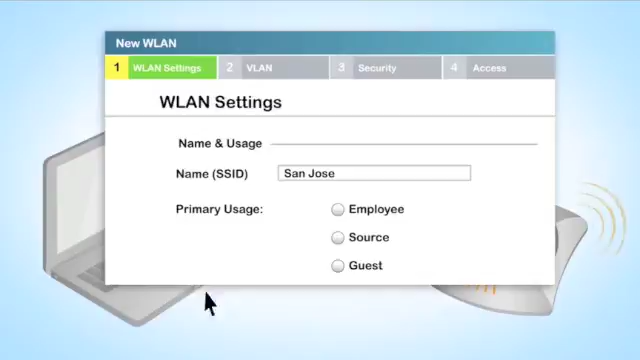 New WLAN
1 WLAN Settings 2 VLAN 3 Security 4 Access
WLAN Settings
Name & Usage
Name (SSID) San Jose
Primary Usage: Employee
Source
Guest